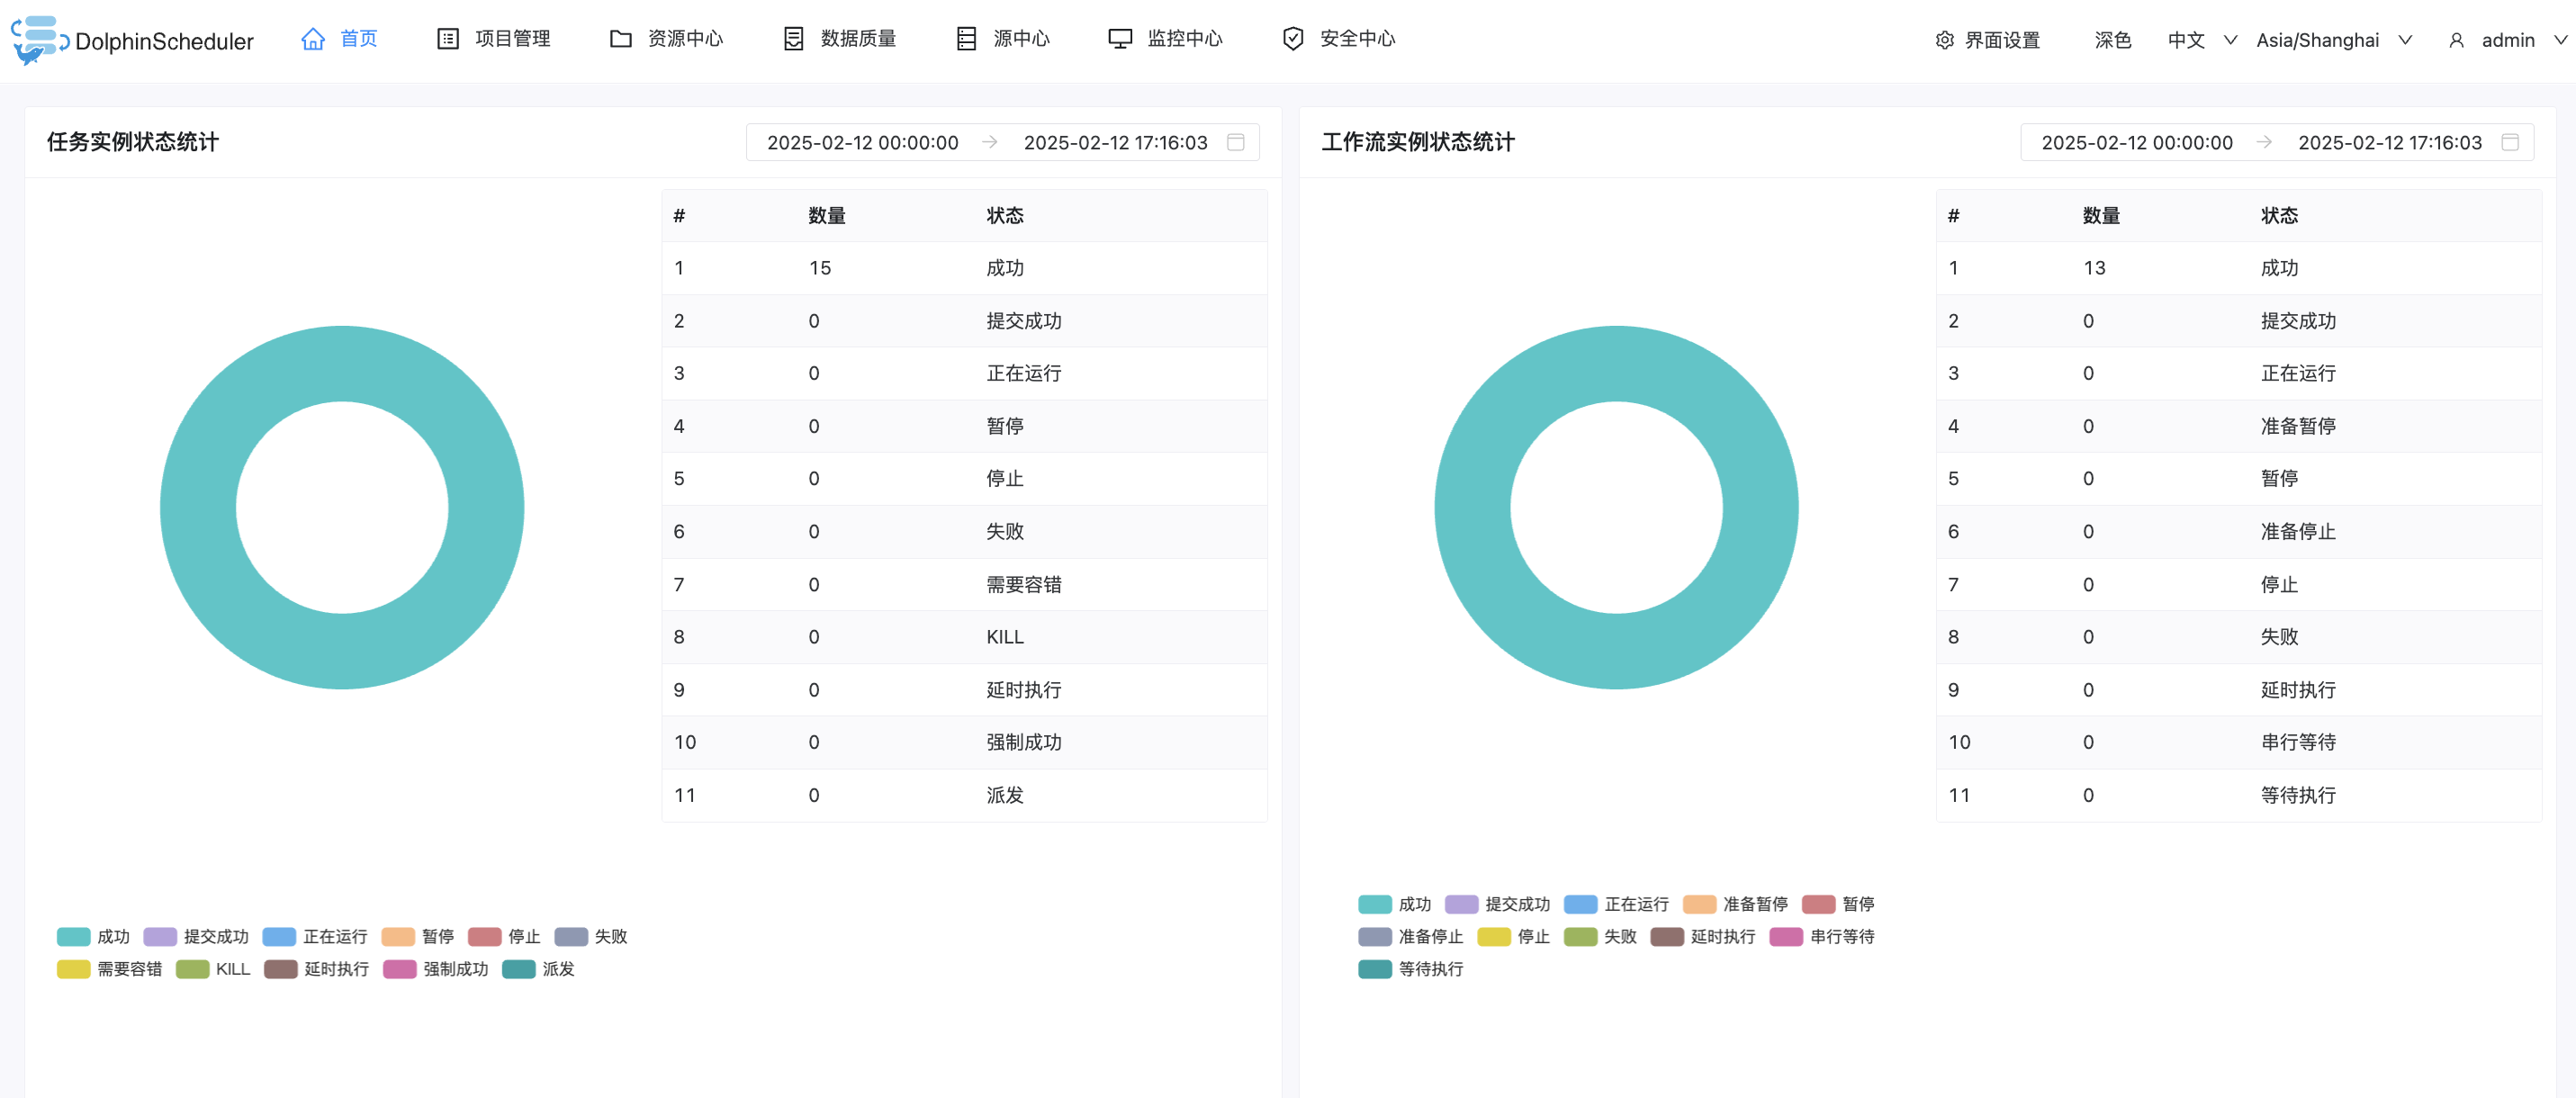 DolphinScheduler 首页 项目管理 资源中心 数据质量 源中心 监控中心 安全中心 界面设置 深色 中文 Asia/Shanghai admin
任务实例状态统计 2025-02-12 00:00:00 2025-02-12 17:16:03
# 数量 状态
1 15 成功
2 0 提交成功
3 0 正在运行
4 0 暂停
5 0 停止
6 0 失败
7 0 需要容错
8 0 KILL
9 0 延时执行
10 0 强制成功
11 0 派发
成功 提交成功 正在运行 暂停 停止 失败
需要容错 KILL 延时执行 强制成功 派发
工作流实例状态统计 2025-02-12 00:00:00 2025-02-12 17:16:03
# 数量 状态
1 13 成功
2 0 提交成功
3 0 正在运行
4 0 准备暂停
5 0 暂停
6 0 准备停止
7 0 停止
8 0 失败
9 0 延时执行
10 0 串行等待
11 0 等待执行
成功 提交成功 正在运行 准备暂停 暂停
准备停止 停止 失败 延时执行 串行等待
等待执行